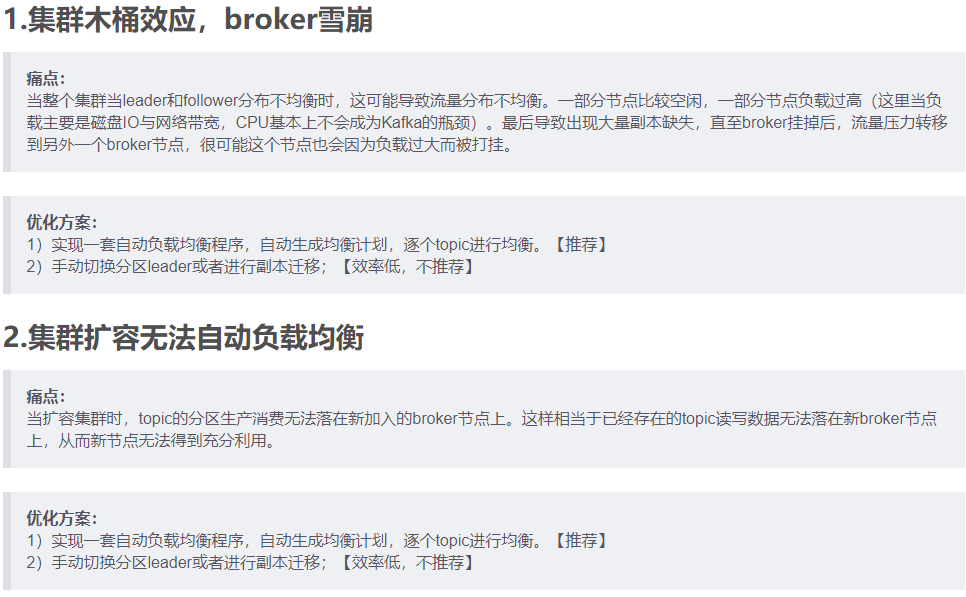 1.集群木桶效应，broker雪崩
痛点：
当整个集群当leader和follower分布不均衡时，这可能导致流量分布不均衡。一部分节点比较空闲，一部分节点负载过高（这里当负
载主要是磁盘IO与网络带宽，CPU基本上不会成为Kafka的瓶颈）。最后导致出现大量副本缺失，直至broker挂掉后，流量压力转移
到另外一个broker节点，很可能这个节点也会因为负载过大而被打挂。
优化方案：
1）实现一套自动负载均衡程序，自动生成均衡计划，逐个topic进行均衡。【推荐】
2）手动切换分区leader或者进行副本迁移；【效率低，不推荐】
2.集群扩容无法自动负载均衡
痛点：
当扩容集群时，topic的分区生产消费无法落在新加入的broker节点上。这样相当于已经存在的topic读写数据无法落在新broker节点
上，从而新节点无法得到充分利用。
优化方案：
1）实现一套自动负载均衡程序，自动生成均衡计划，逐个topic进行均衡。【推荐】
2）手动切换分区leader或者进行副本迁移；【效率低，不推荐】